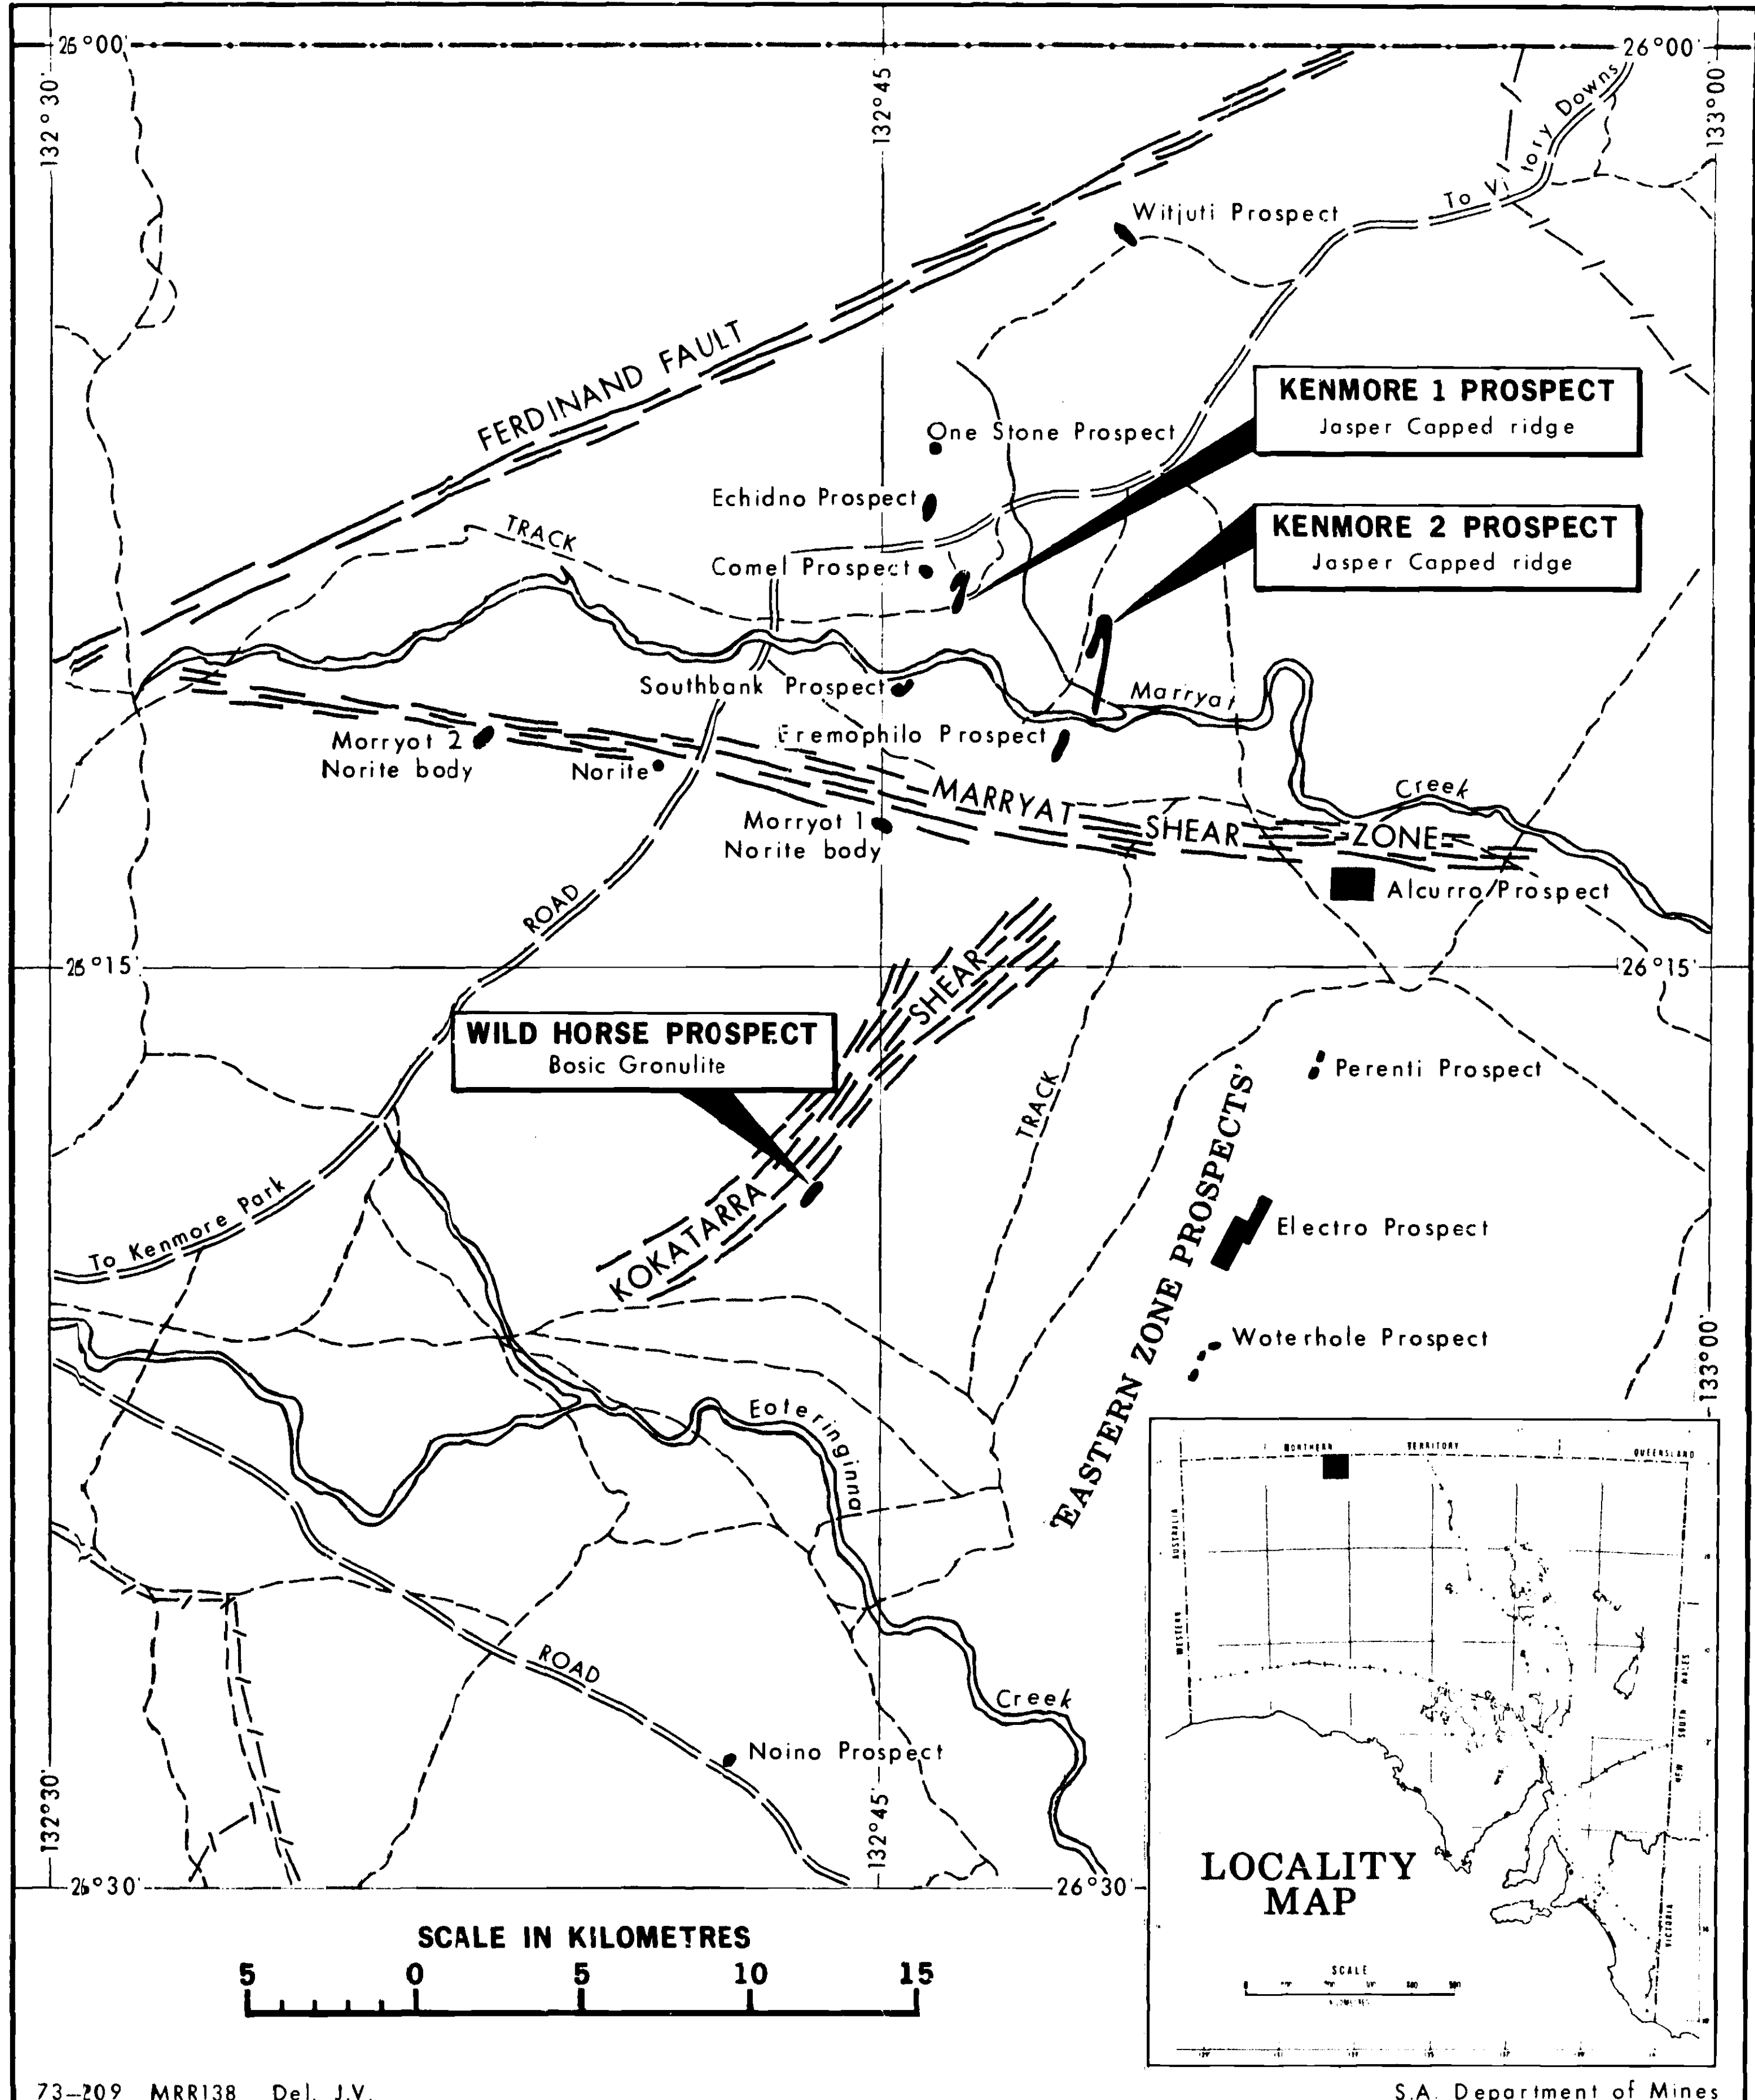 26°00'
26°00'
132°30'
132°45
133°00'
To Vi tory Downs
Witjuti Prospect
FERDINAND FAULT
KENMORE 1 PROSPECT
Jasper Capped ridge
One Stone Prospect
Echidno Prospect
TRACK
KENMORE 2 PROSPECT
Jasper Capped ridge
Comel Prospect
Southbank Prospect
Marryat
Morryot 2
Norite body
Eremophilo Prospect
Norite
MARRYAT
SHEAR
ZONE
Creek
Morryot 1
Norite body
Alcurro Prospect
ROAD
26°15'
26°15'
SHEAR
WILD HORSE PROSPECT
Bosic Gronulite
Perenti Prospect
TRACK
KOKATARRA
'EASTERN ZONE PROSPECTS'
To Kenmore Park
Electro Prospect
Woterhole Prospect
133°00'
Eoteringinna
ROAD
Creek
Noino Prospect
132°30'
132°45'
26°30'
26°30'
NORTHERN TERRITORY
QUEENSLAND
AUSTRALIA
WESTERN
NEW SOUTH WALES
VICTORIA
LOCALITY
MAP
SCALE
KILOMETRES
SCALE IN KILOMETRES
5 0 5 10 15
73-209 MRR138 Del. J.V.
S.A. Department of Mines